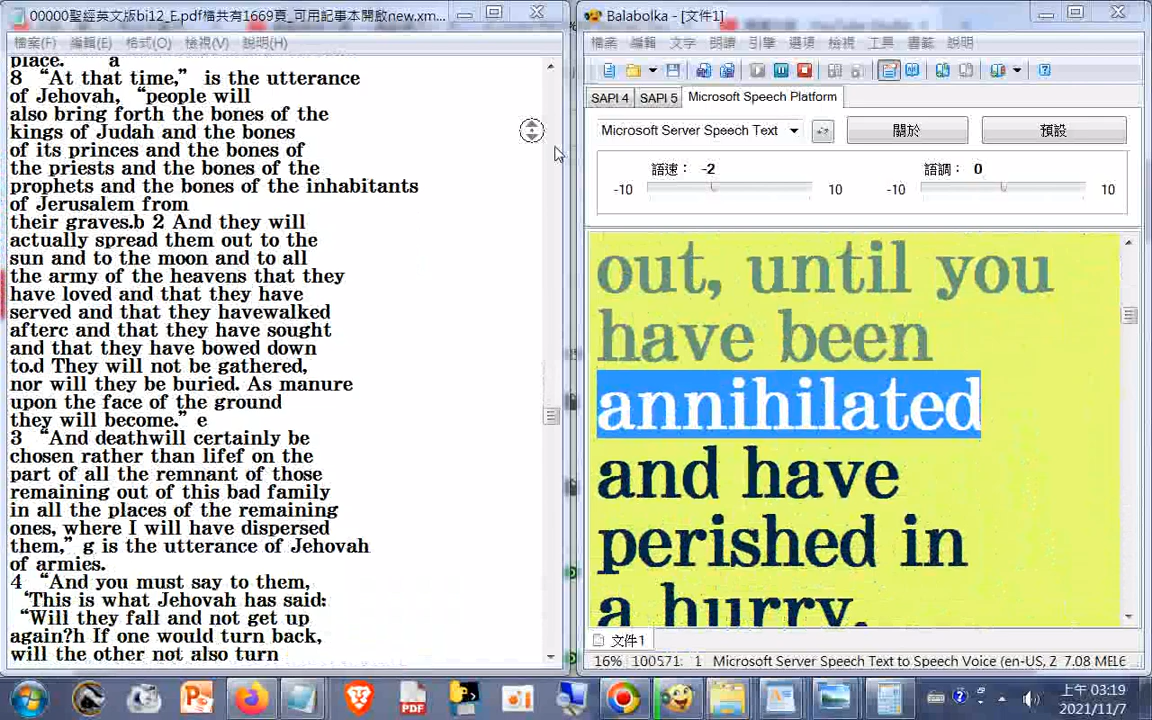 00000聖經英文版bi12_E.pdf檔共有1669頁_可用記事本開啟new.xm...
檔案(F) 編輯(E) 格式(O) 檢視(V) 說明(H)
place. a
8 “At that time,” is the utterance
of Jehovah, “people will
also bring forth the bones of the
kings of Judah and the bones
of its princes and the bones of
the priests and the bones of the
prophets and the bones of the inhabitants
of Jerusalem from
their graves.b 2 And they will
actually spread them out to the
sun and to the moon and to all
the army of the heavens that they
have loved and that they have
served and that they havewalked
afterc and that they have sought
and that they have bowed down
to.d They will not be gathered,
nor will they be buried. As manure
upon the face of the ground
they will become.” e
3 “And deathwill certainly be
chosen rather than lifef on the
part of all the remnant of those
remaining out of this bad family
in all the places of the remaining
ones, where I will have dispersed
them,” g is the utterance of Jehovah
of armies.
4 “And you must say to them,
‘This is what Jehovah has said:
“Will they fall and not get up
again?h If one would turn back,
will the other not also turn
Balabolka - [文件1]
檔案 編輯 文字 朗讀 引擎 選項 檢視 工具 書籤 說明
SAPI 4 SAPI 5 Microsoft Speech Platform
Microsoft Server Speech Text 關於 預設
語速: -2 語調: 0
-10 10 -10 10
out, until you
have been
annihilated
and have
perished in
a hurry.
文件1
16% 100571: 1 Microsoft Server Speech Text to Speech Voice (en-US, 2 7.08 MЕ6
上午 03:19
2021/11/7